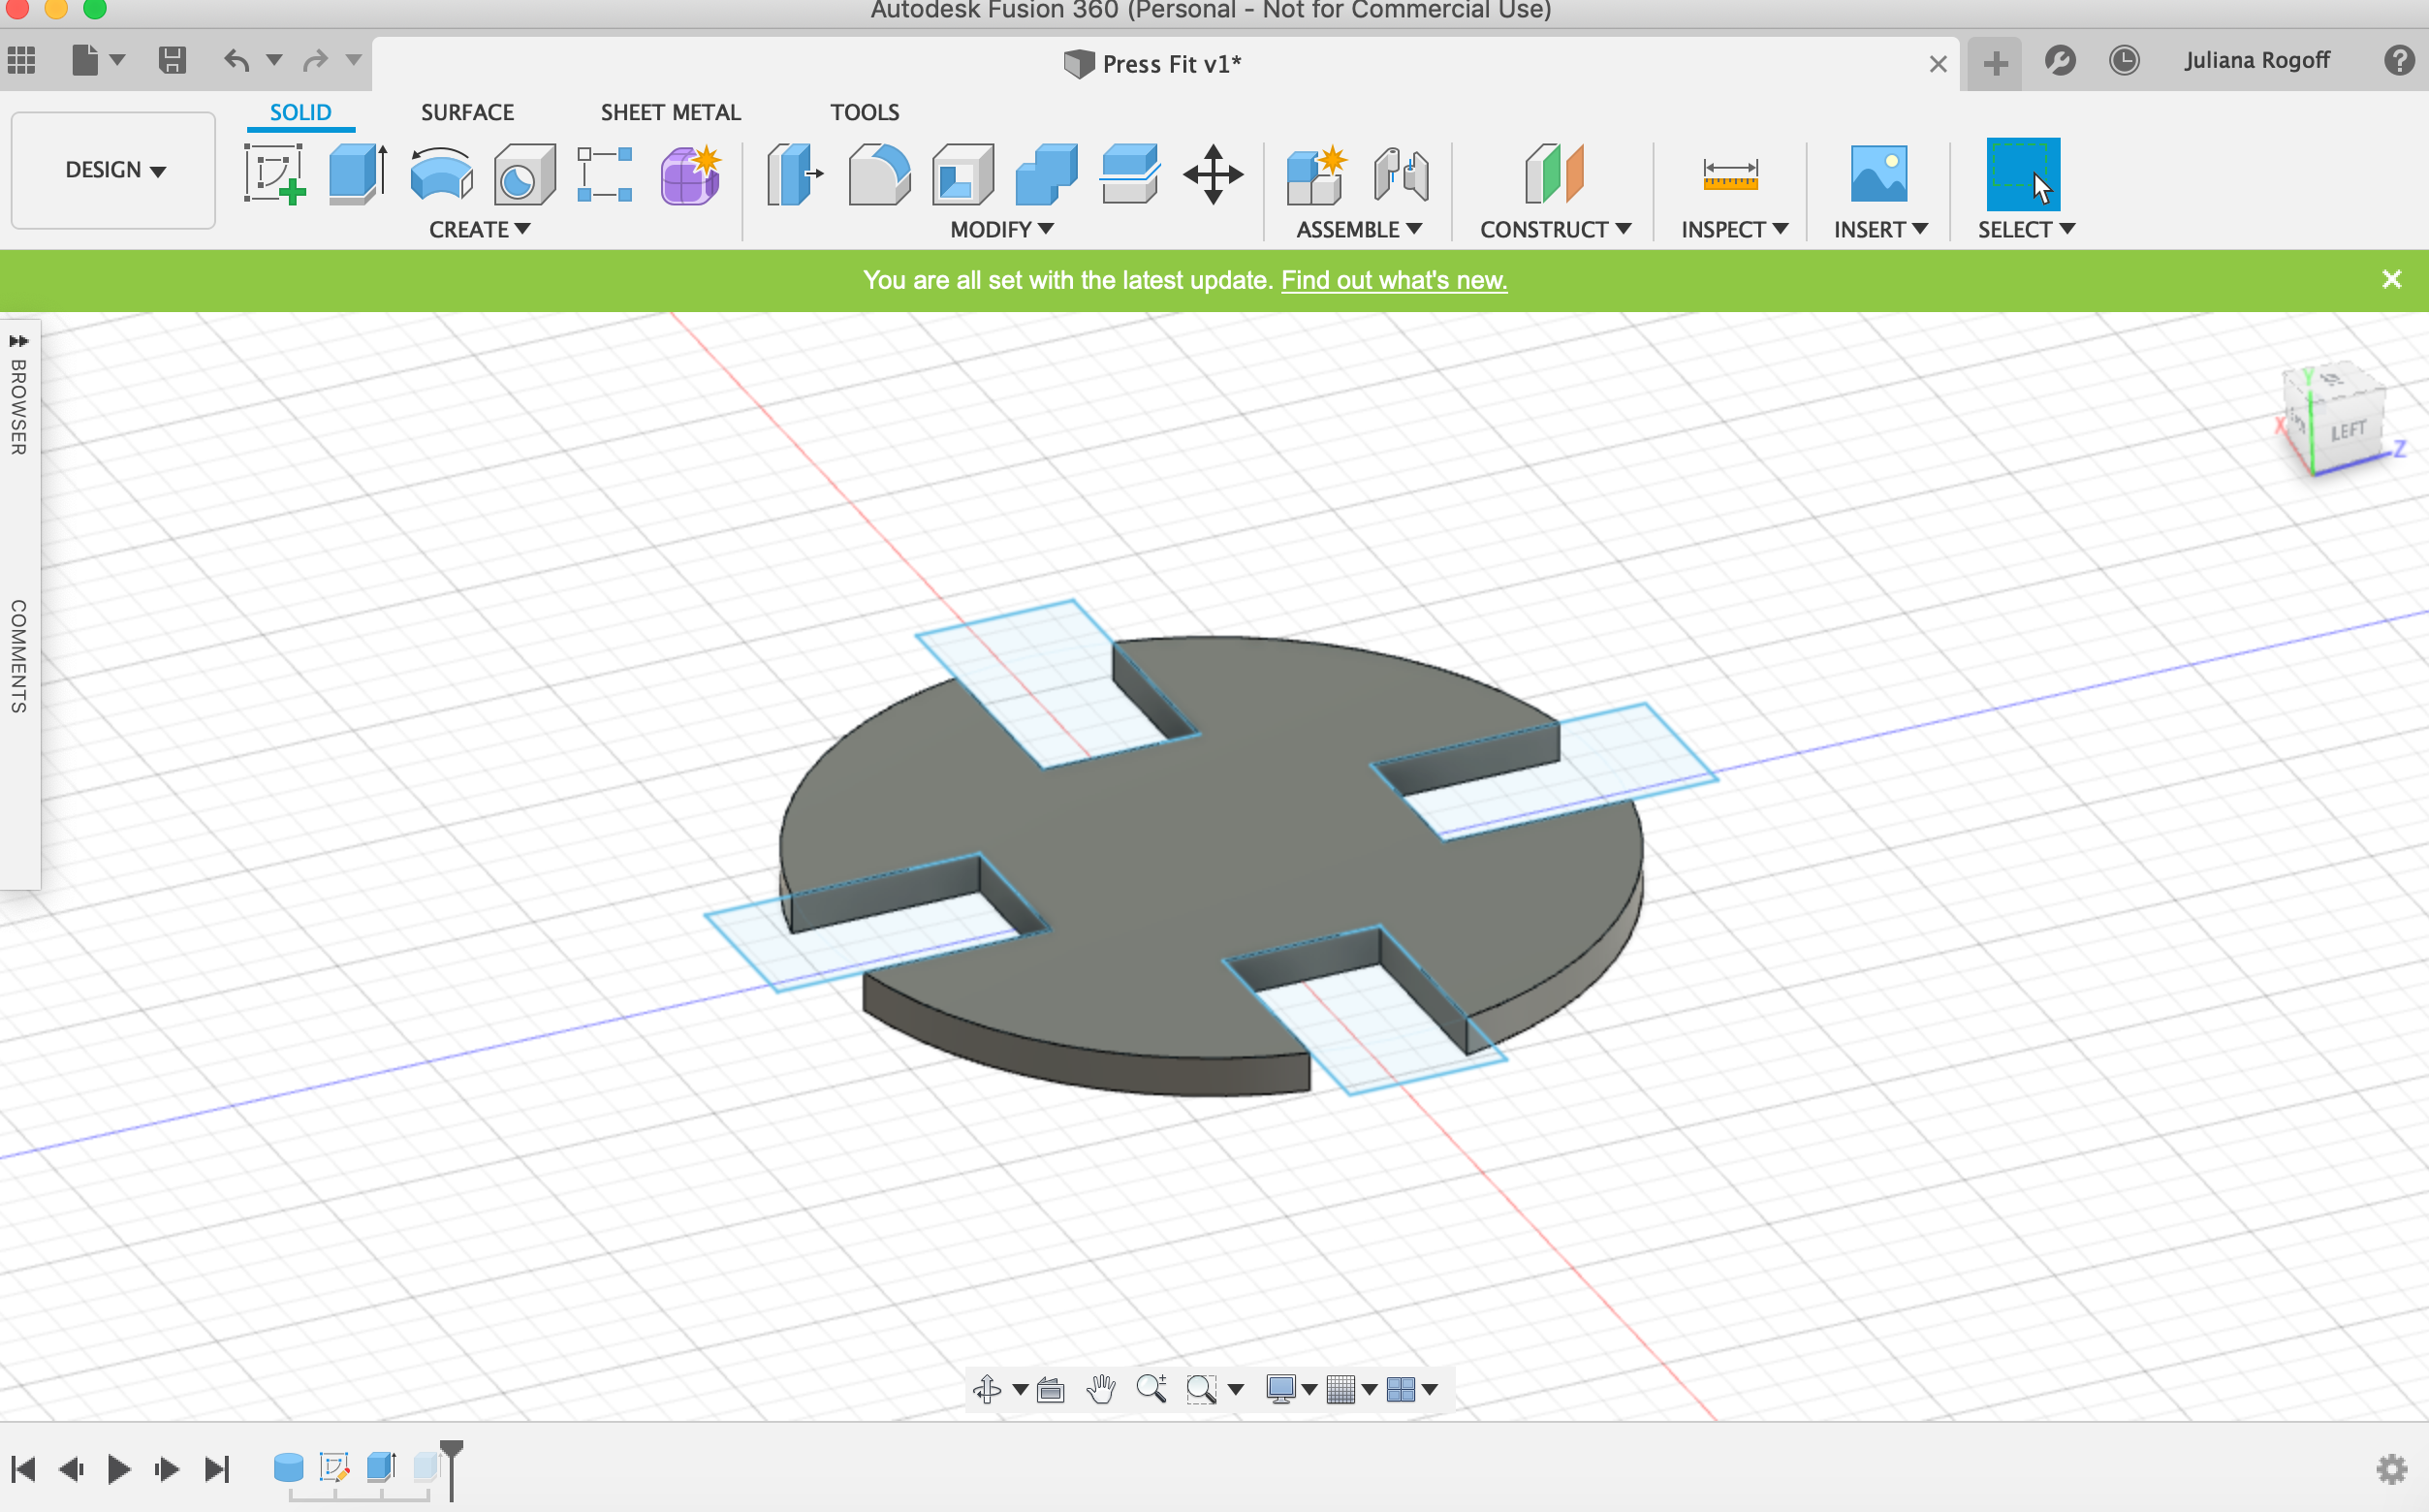 Autodesk Fusion 360 (Personal - Not for Commercial Use)
Press Fit v1*
Juliana Rogoff
DESIGN
SOLID
SURFACE
SHEET METAL
TOOLS
CREATE
MODIFY
ASSEMBLE
CONSTRUCT
INSPECT
INSERT
SELECT
You are all set with the latest update. Find out what's new.
BROWSER
COMMENTS
Y
X
LEFT
Z